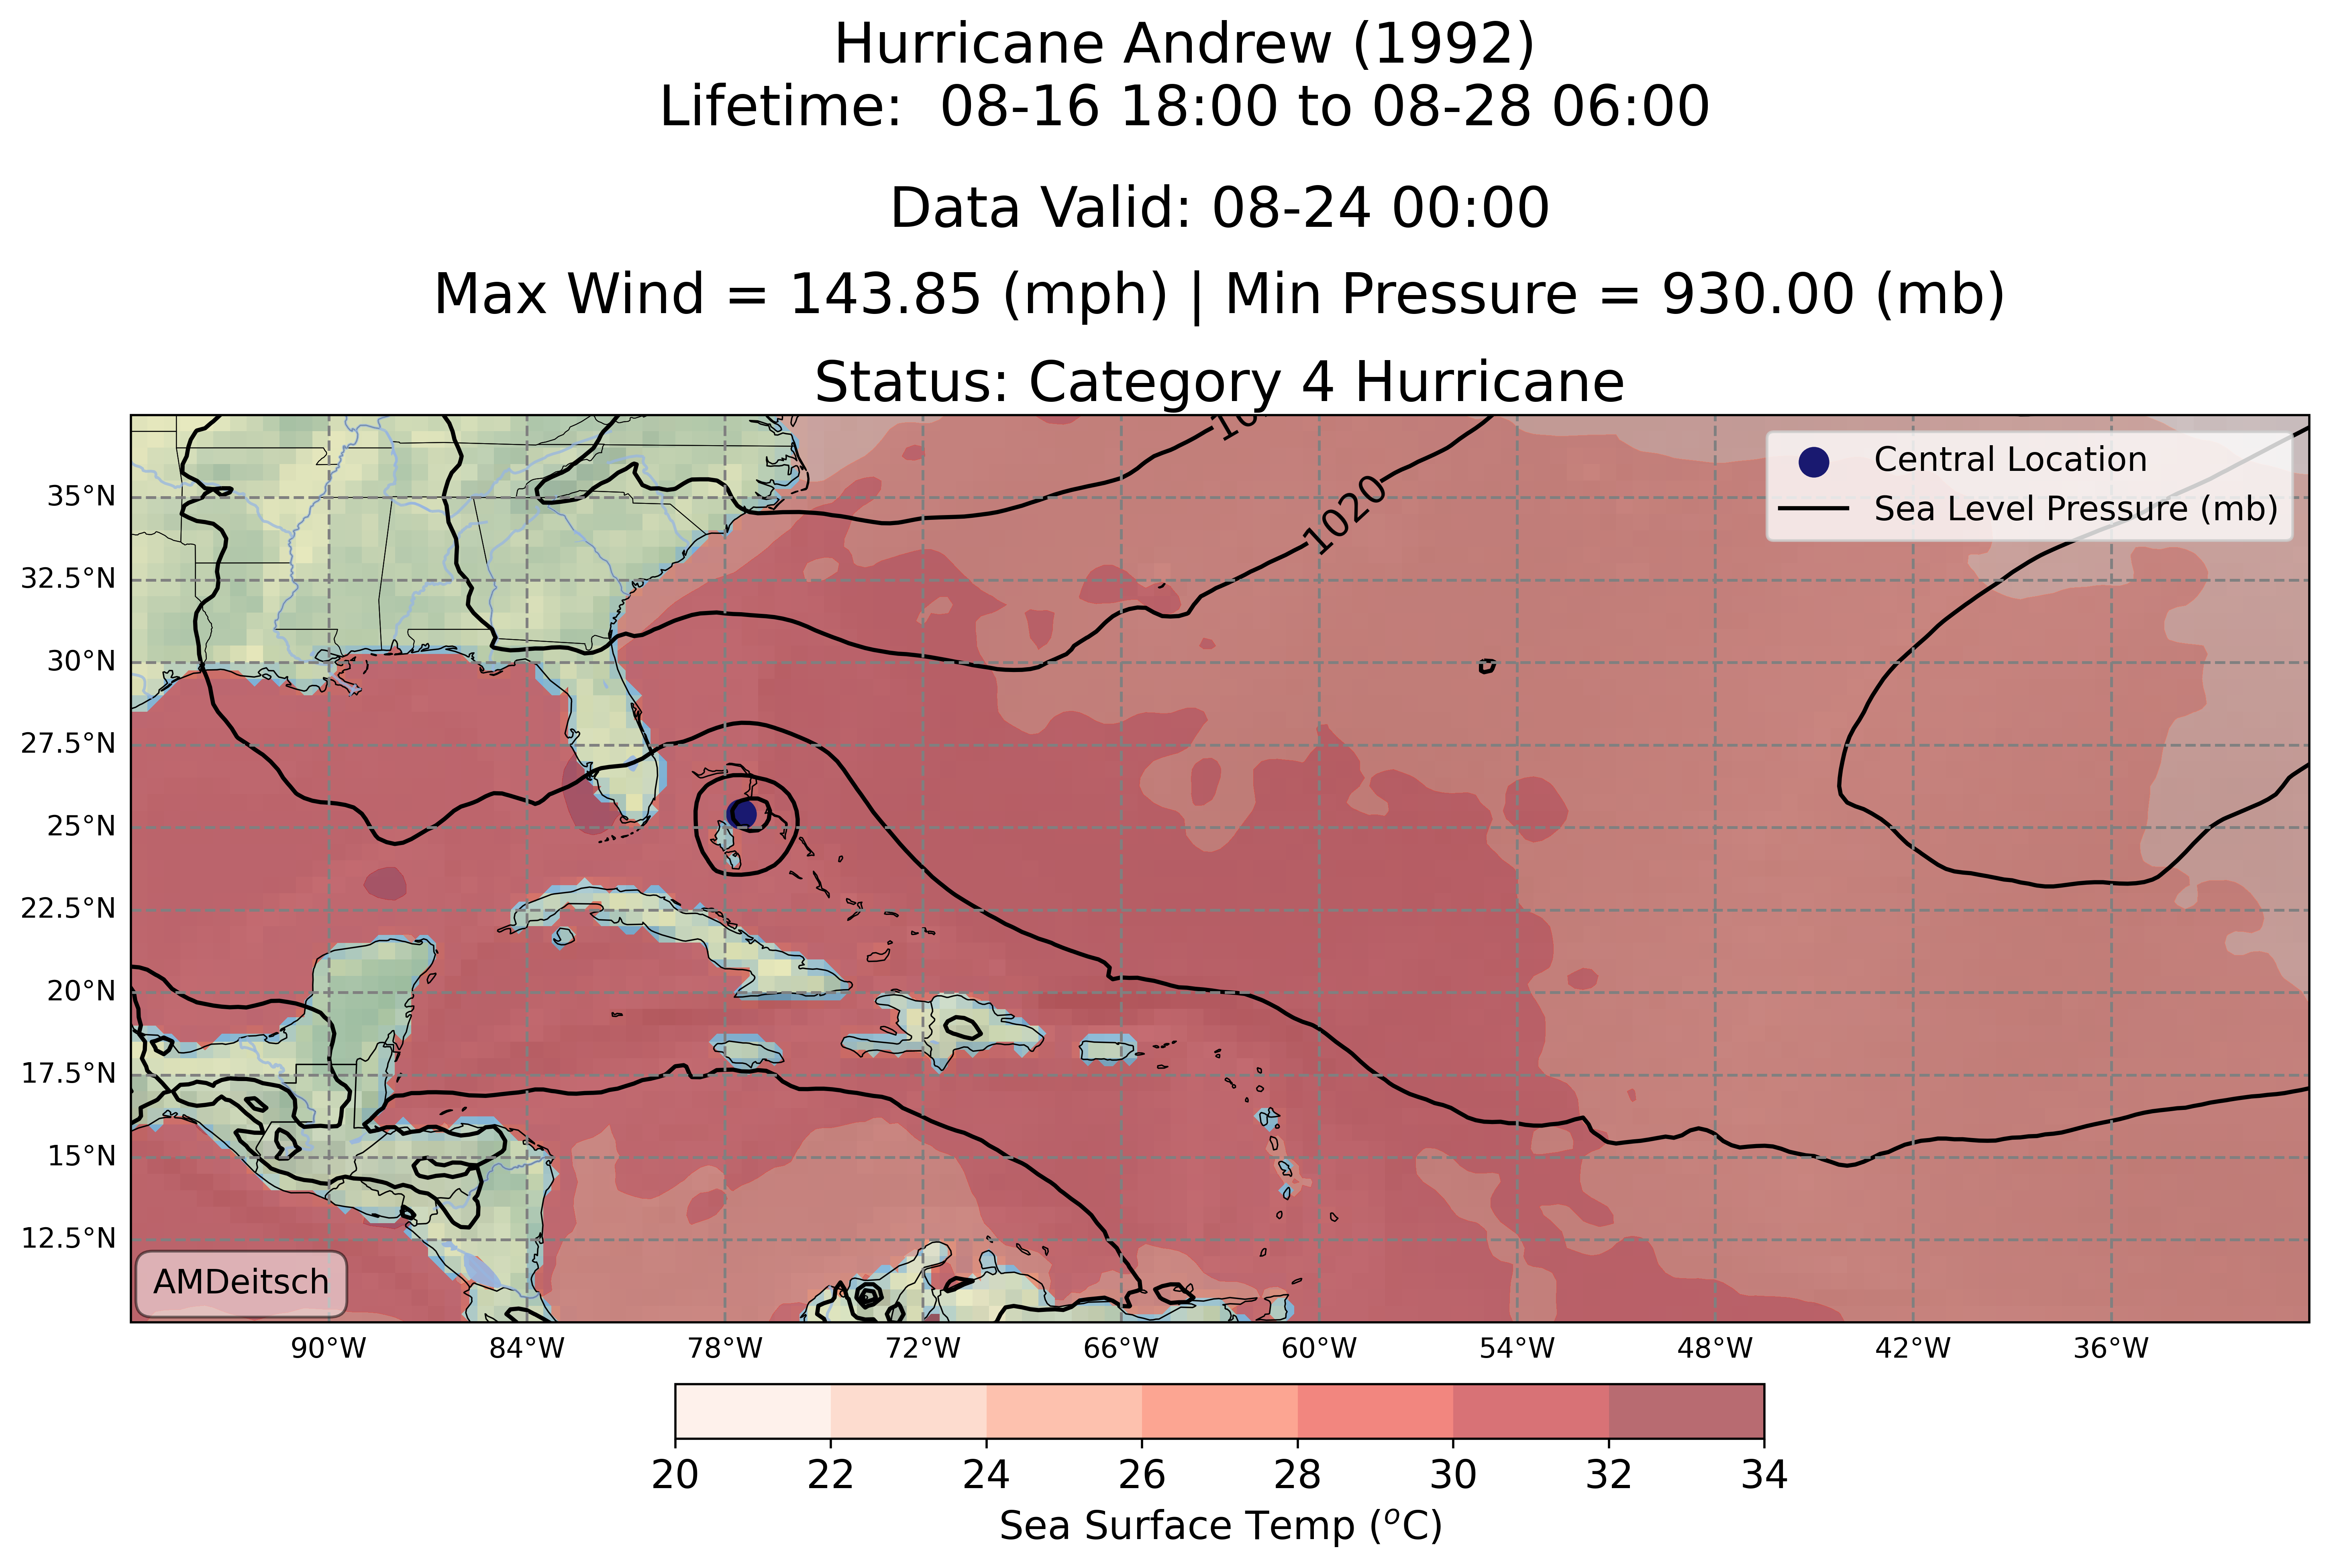 Hurricane Andrew (1992)
Lifetime:  08-16 18:00 to 08-28 06:00
Data Valid: 08-24 00:00
Max Wind = 143.85 (mph) | Min Pressure = 930.00 (mb)
Status: Category 4 Hurricane
Central Location
Sea Level Pressure (mb)
1020
35°N
32.5°N
30°N
27.5°N
25°N
22.5°N
20°N
17.5°N
15°N
12.5°N
AMDeitsch
90°W 84°W 78°W 72°W 66°W 60°W 54°W 48°W 42°W 36°W
20 22 24 26 28 30 32 34
Sea Surface Temp (°C)